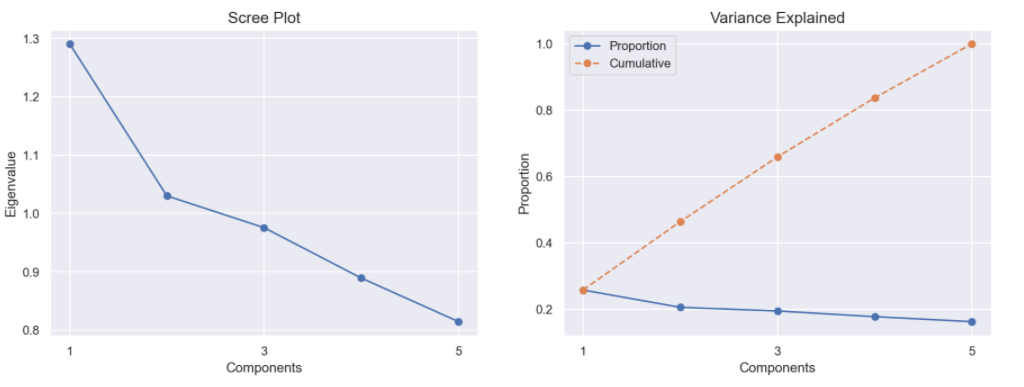 Scree Plot
1.3
1.2
1.1
1.0
0.9
0.8
Eigenvalue
1
3
5
Components
Variance Explained
Proportion
Cumulative
1.0
0.8
0.6
0.4
0.2
Proportion
1
3
5
Components